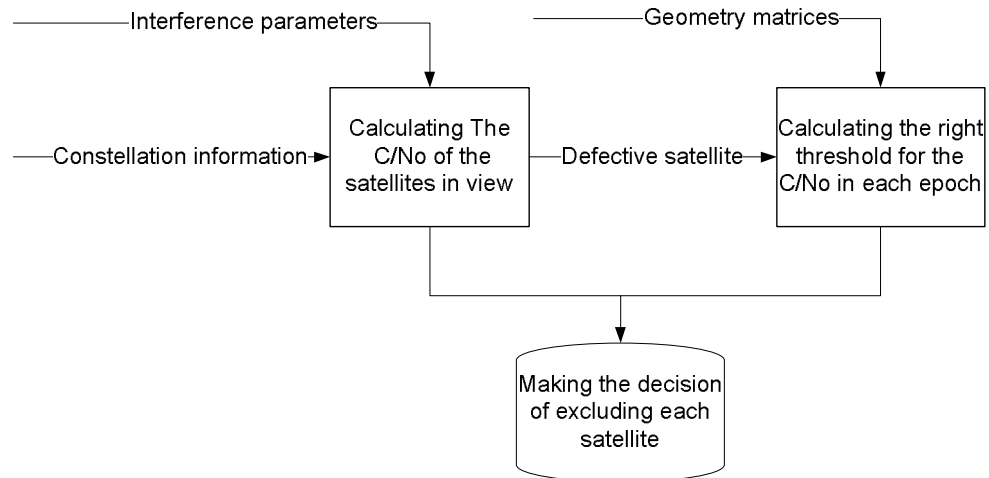 Interference parameters
Geometry matrices
Calculating The
C/No of the
satellites in view
Constellation information
Defective satellite
Calculating the right
threshold for the
C/No in each epoch
Making the decision
of excluding each
satellite